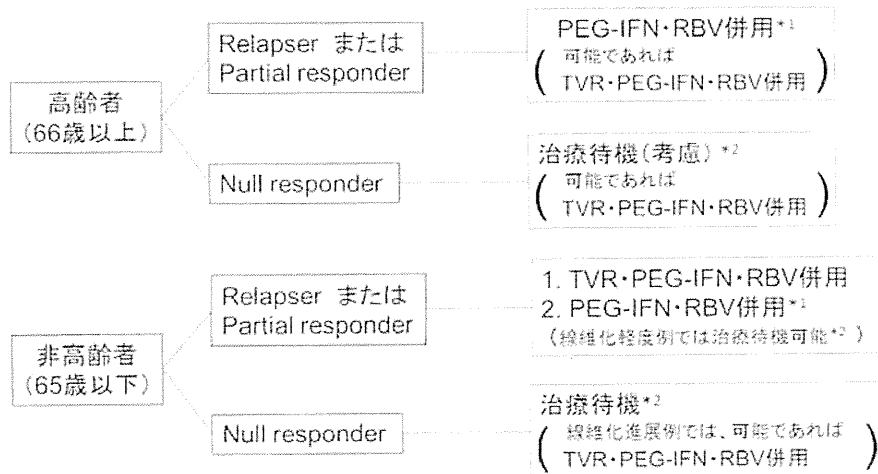 高齢者
(66歳以上)
Relapser または
Partial responder
PEG-IFN・RBV併用*1
(可能であれば
TVR・PEG-IFN・RBV併用)
Null responder
治療待機(考慮)*2
(可能であれば
TVR・PEG-IFN・RBV併用)
非高齢者
(65歳以下)
Relapser または
Partial responder
1. TVR・PEG-IFN・RBV併用
2. PEG-IFN・RBV併用*1
(線維化軽度例では治療待機可能*2)
Null responder
治療待機*2
(線維化進展例では、可能であれば
TVR・PEG-IFN・RBV併用)